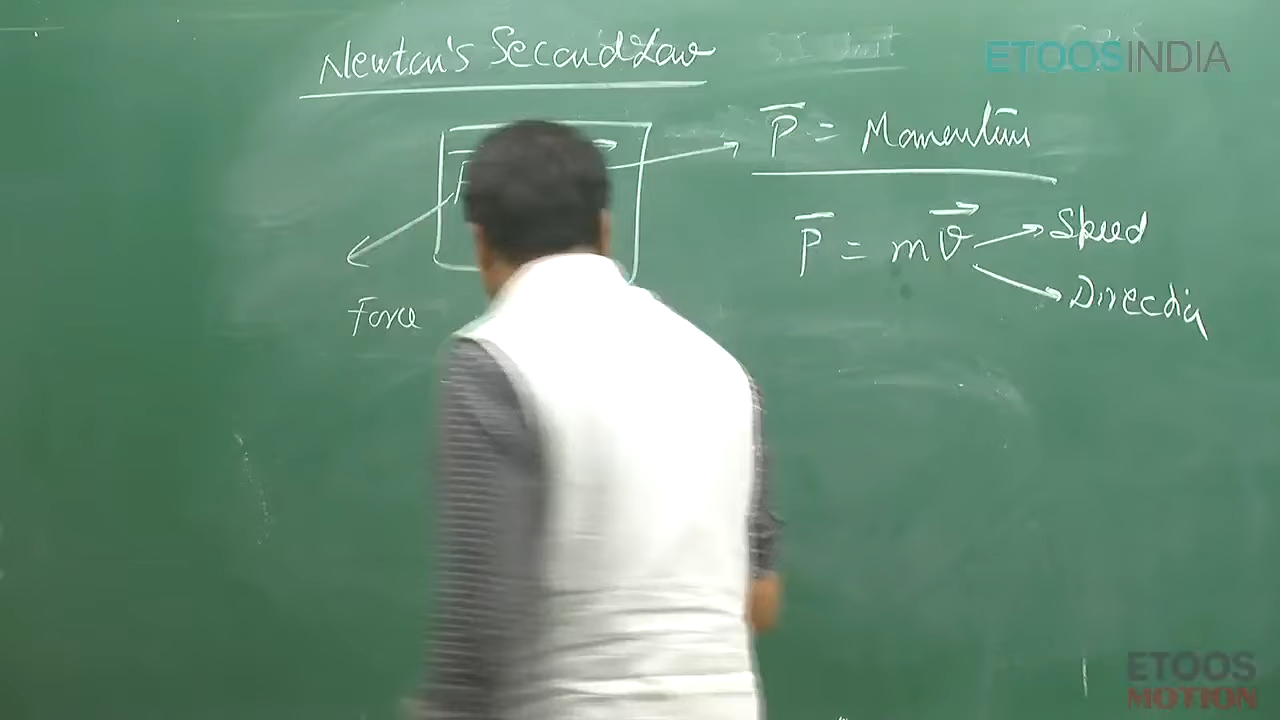 Newton's Second Law
ETOOSINDIA
P = Momentum
F
P = mv
Speed
Direction
Force
ETOOS
MOTION